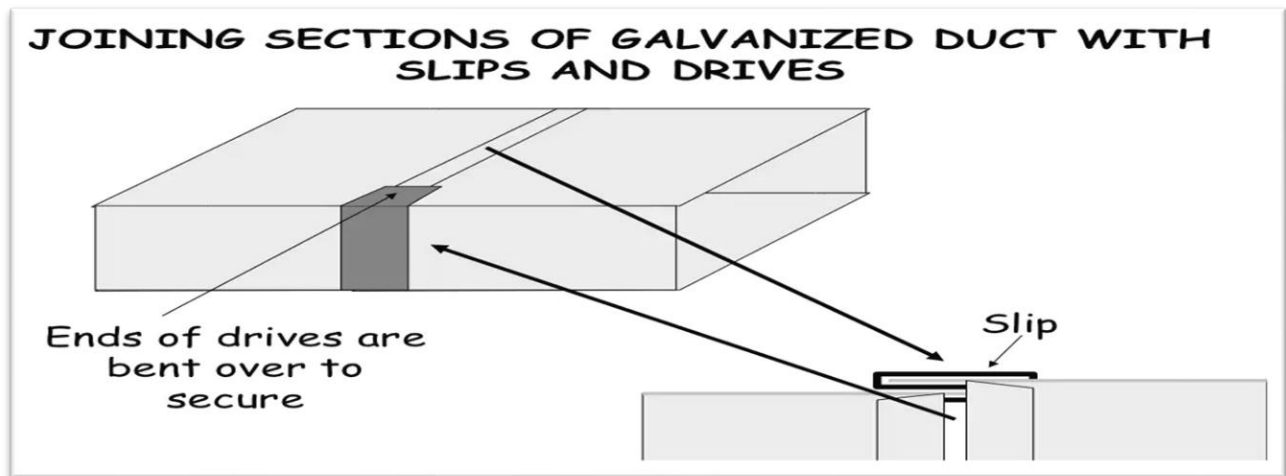 JOINING SECTIONS OF GALVANIZED DUCT WITH
SLIPS AND DRIVES
Slip
Ends of drives are
bent over to
secure